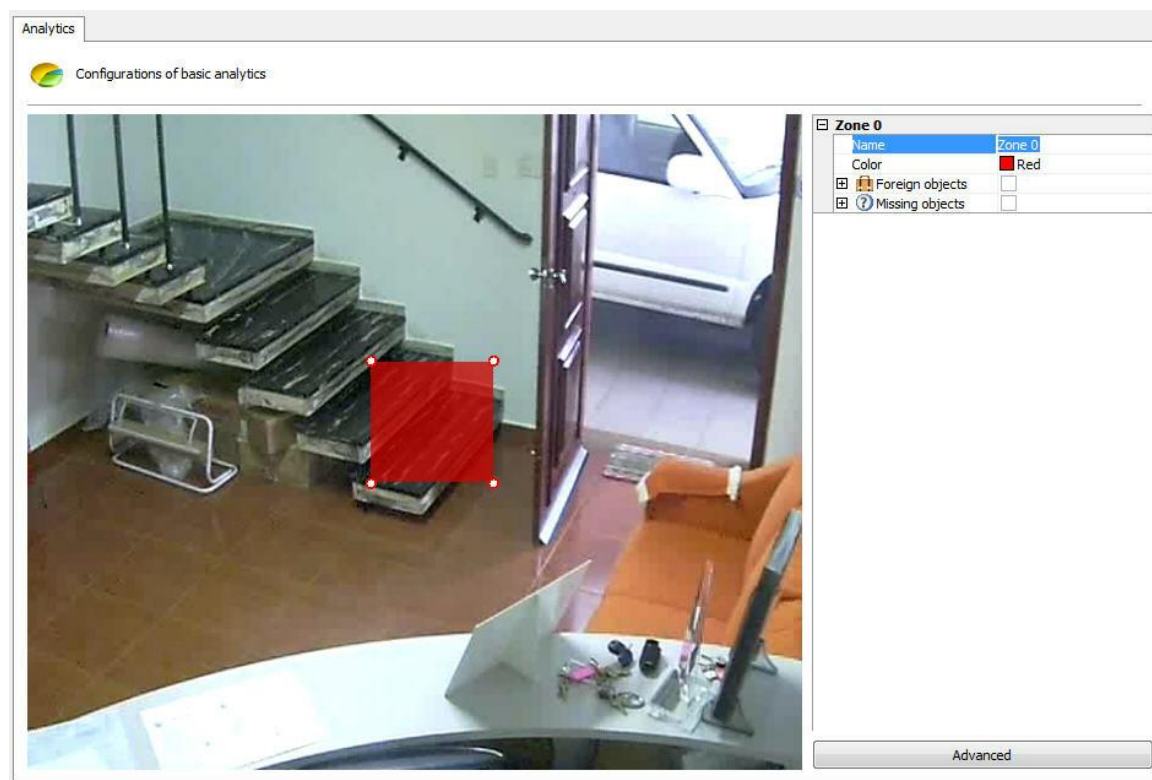 Analytics
Configurations of basic analytics
Zone 0
Name Zone 0
Color Red
Foreign objects
Missing objects
Advanced